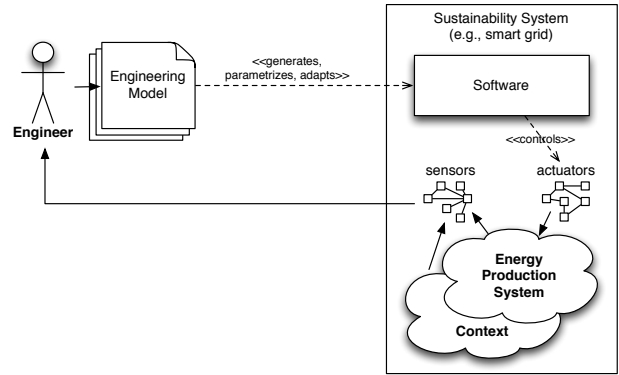 Sustainability System
(e.g., smart grid)
<<generates,
parametrizes, adapts>>
Engineering
Model
Software
Engineer
<<controls>>
sensors
actuators
Energy
Production
System
Context